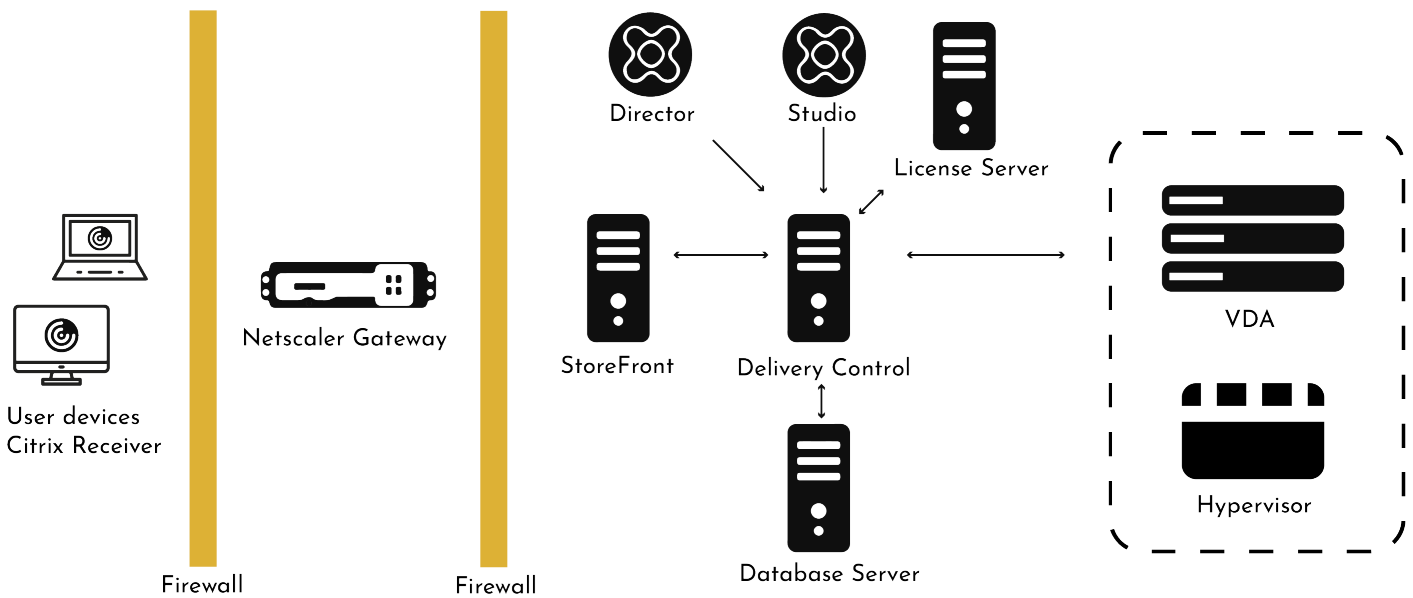 Director
Studio
License Server
User devices
Citrix Receiver
Netscaler Gateway
StoreFront
Delivery Control
Database Server
VDA
Hypervisor
Firewall
Firewall